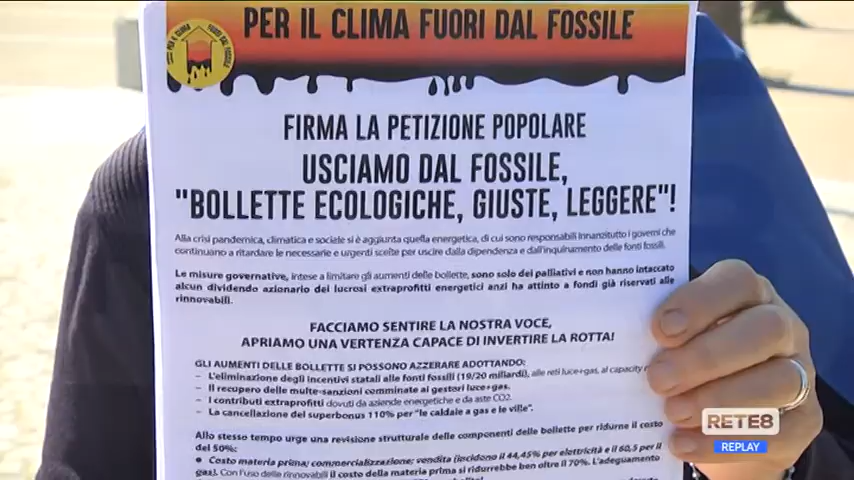 PER IL CLIMA FUORI DAL FOSSILE
PER IL CLIMA FUORI DAL FOSSILE
FIRMA LA PETIZIONE POPOLARE
USCIAMO DAL FOSSILE,
"BOLLETTE ECOLOGICHE, GIUSTE, LEGGERE"!
Alla crisi pandemica, climatica e sociale si è aggiunta quella energetica, di cui sono responsabili innanzitutto i governi che
continuano a ritardare le necessarie e urgenti scelte per uscire dalla dipendenza e dall'inquinamento delle fonti fossili.
Le misure governative, intese a limitare gli aumenti delle bollette, sono solo dei palliativi e non hanno intaccato
alcun dividendo azionario dei lucrosi extraprofitti energetici anzi ha attinto a fondi già riservati alle
rinnovabili.
FACCIAMO SENTIRE LA NOSTRA VOCE,
APRIAMO UNA VERTENZA CAPACE DI INVERTIRE LA ROTTA!
GLI AUMENTI DELLE BOLLETTE SI POSSONO AZZERARE ADOTTANDO:
– L'eliminazione degli incentivi statali alle fonti fossili (19/20 miliardi), alle reti luce+gas, al capacity
– Il recupero delle multe-sanzioni comminate ai gestori luce+gas.
– I contributi extraprofitti dovuti da aziende energetiche e da aste CO2.
– La cancellazione del superbonus 110% per "le caldaie a gas e le ville".
Allo stesso tempo urge una revisione strutturale delle componenti delle bollette per ridurne il costo
del 50%:
• Costo materia prima; commercializzazione; vendita (incidono il 44,45% per elettricità e il 60,5 per il
gas). Con l'uso delle rinnovabili il costo della materia prima si ridurrebbe ben oltre il 70%. L'adeguamento
RETE8
REPLAY